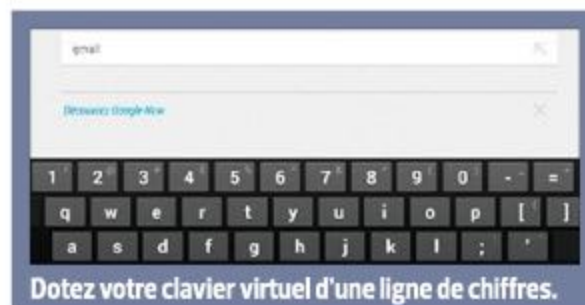 gmail
Découvrez Google Now
1 2 3 4 5 6 7 8 9 0 - =
q w e r t y u i o p [ ]
a s d f g h j k l ; '
Dotez votre clavier virtuel d'une ligne de chiffres.